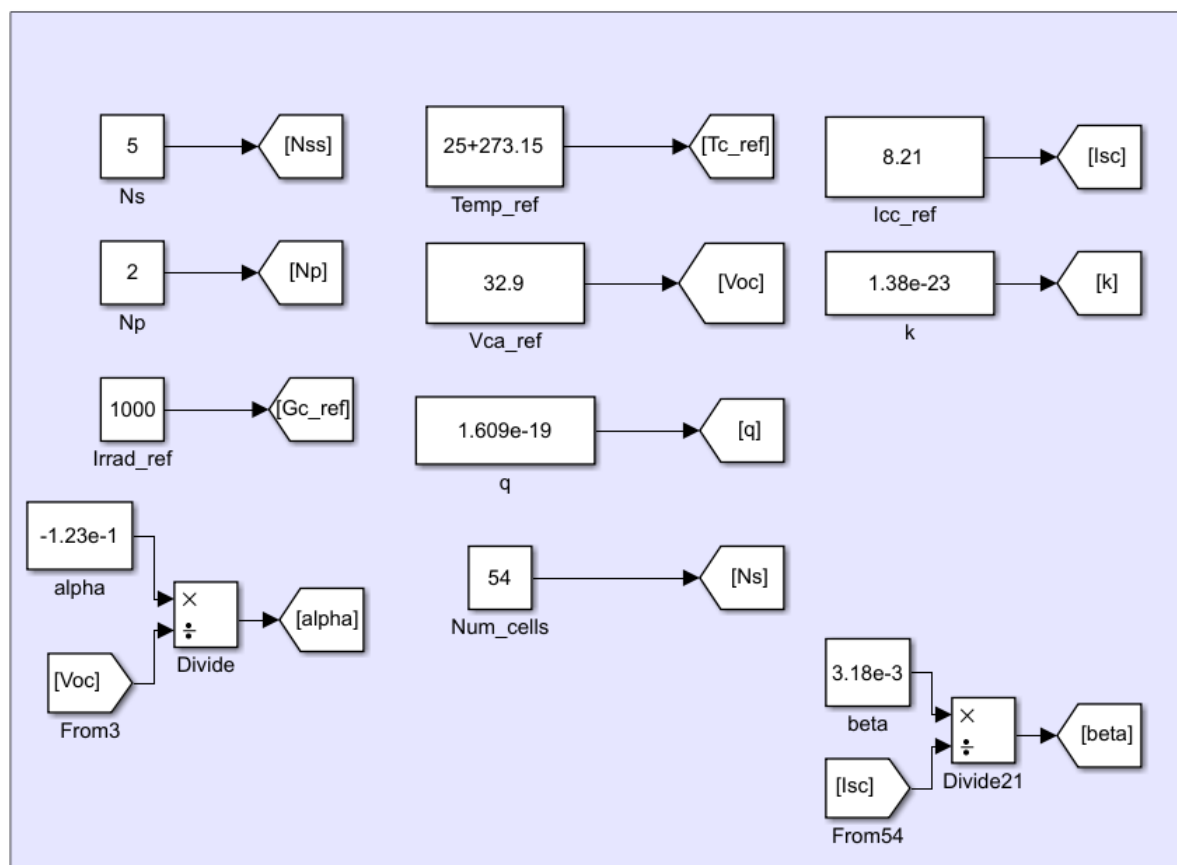 5
[Nss]
Ns
25+273.15
[Tc_ref]
Temp_ref
8.21
[Isc]
Icc_ref
2
[Np]
Np
32.9
[Voc]
Vca_ref
1.38e-23
[k]
k
1000
[Gc_ref]
Irrad_ref
1.609e-19
[q]
q
-1.23e-1
alpha
×
÷
[alpha]
Divide
[Voc]
From3
54
[Ns]
Num_cells
3.18e-3
beta
×
÷
[beta]
Divide21
[Isc]
From54